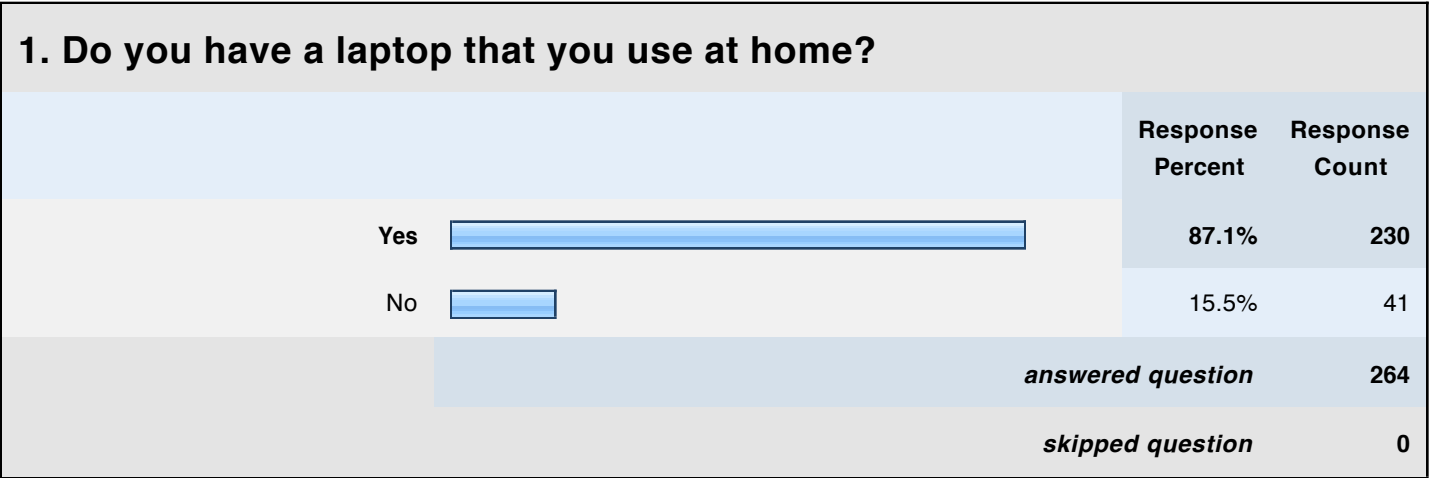 1. Do you have a laptop that you use at home?
Response Percent Response Count
Yes 87.1% 230
No 15.5% 41
answered question 264
skipped question 0